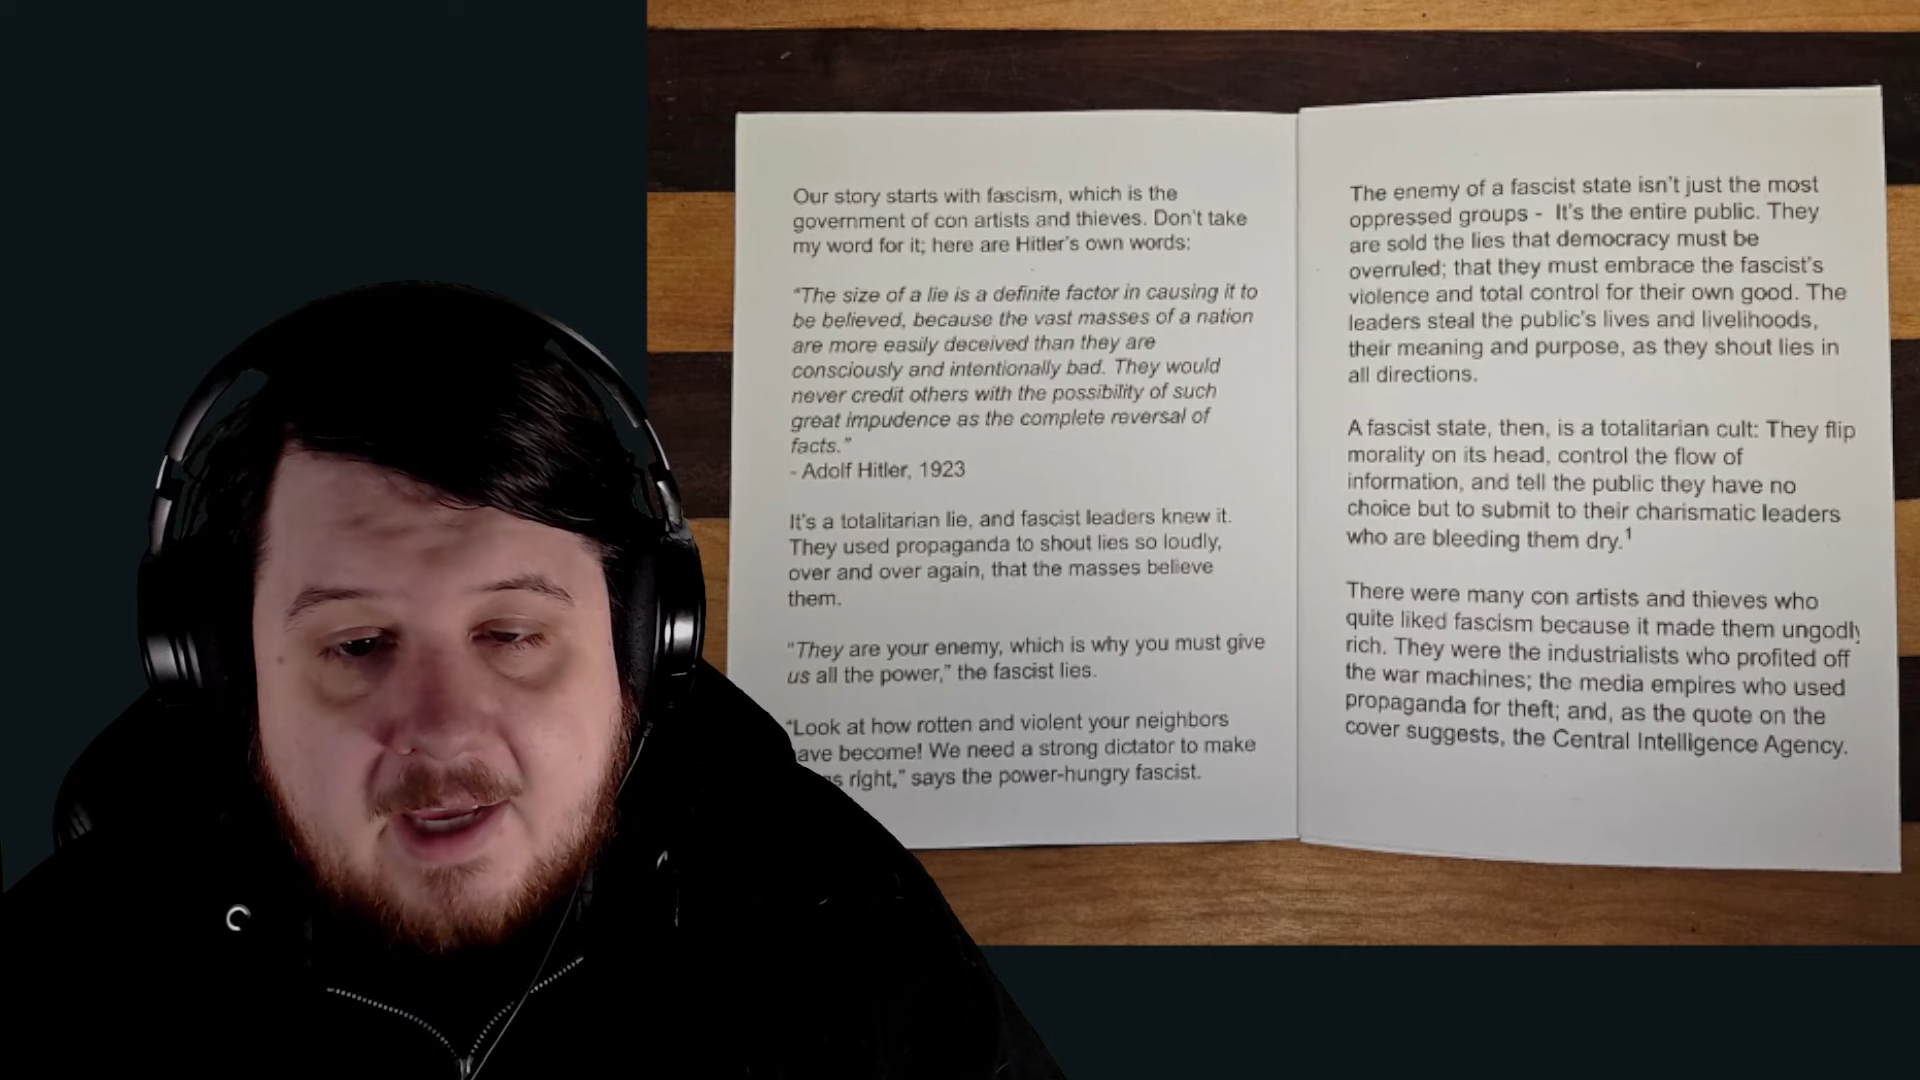 Our story starts with fascism, which is the
government of con artists and thieves. Don't take
my word for it; here are Hitler's own words:
"The size of a lie is a definite factor in causing it to
be believed, because the vast masses of a nation
are more easily deceived than they are
consciously and intentionally bad. They would
never credit others with the possibility of such
great impudence as the complete reversal of
facts."
- Adolf Hitler, 1923
It's a totalitarian lie, and fascist leaders knew it.
They used propaganda to shout lies so loudly,
over and over again, that the masses believe
them.
"They are your enemy, which is why you must give
us all the power," the fascist lies.
"Look at how rotten and violent your neighbors
ave become! We need a strong dictator to make
right," says the power-hungry fascist.
The enemy of a fascist state isn't just the most
oppressed groups - It's the entire public. They
are sold the lies that democracy must be
overruled; that they must embrace the fascist's
violence and total control for their own good. The
leaders steal the public's lives and livelihoods,
their meaning and purpose, as they shout lies in
all directions.
A fascist state, then, is a totalitarian cult: They flip
morality on its head, control the flow of
information, and tell the public they have no
choice but to submit to their charismatic leaders
who are bleeding them dry.¹
There were many con artists and thieves who
quite liked fascism because it made them ungodly
rich. They were the industrialists who profited off
the war machines; the media empires who used
propaganda for theft; and, as the quote on the
cover suggests, the Central Intelligence Agency.